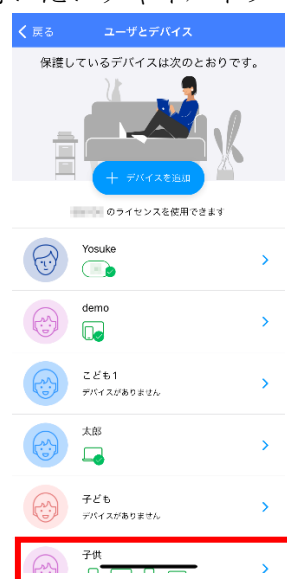 戻る ユーザとデバイス
保護しているデバイスは次のとおりです。
+ デバイスを追加
のライセンスを使用できます
Yosuke
demo
こども1
デバイスがありません
太郎
子ども
デバイスがありません
子供